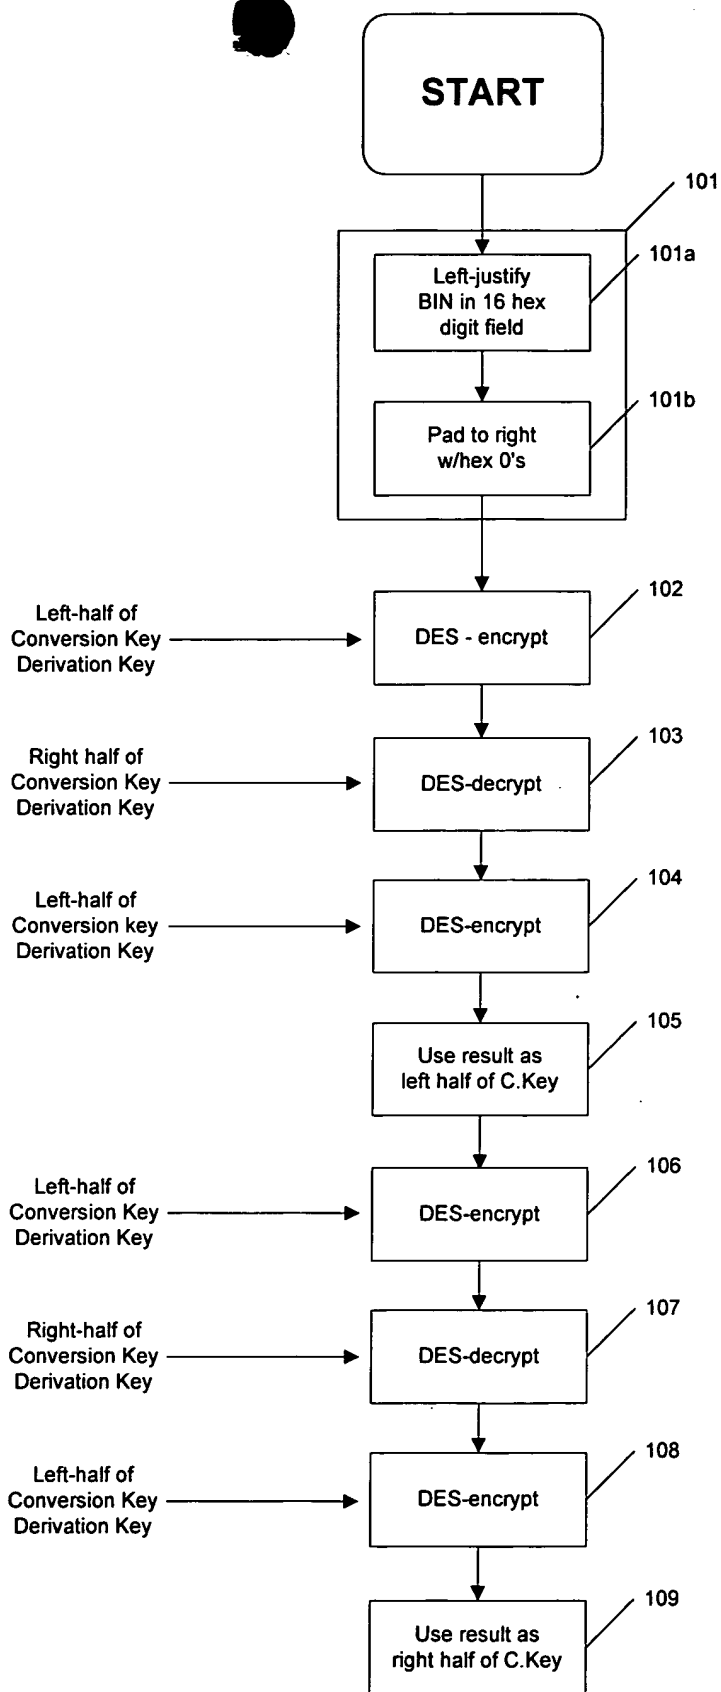 START
101
101a
Left-justify
BIN in 16 hex
digit field
101b
Pad to right
w/hex 0's
102
Left-half of
Conversion Key
Derivation Key
DES - encrypt
103
Right half of
Conversion Key
Derivation Key
DES-decrypt
104
Left-half of
Conversion key
Derivation Key
DES-encrypt
105
Use result as
left half of C.Key
106
Left-half of
Conversion Key
Derivation Key
DES-encrypt
107
Right-half of
Conversion Key
Derivation Key
DES-decrypt
108
Left-half of
Conversion Key
Derivation Key
DES-encrypt
109
Use result as
right half of C.Key